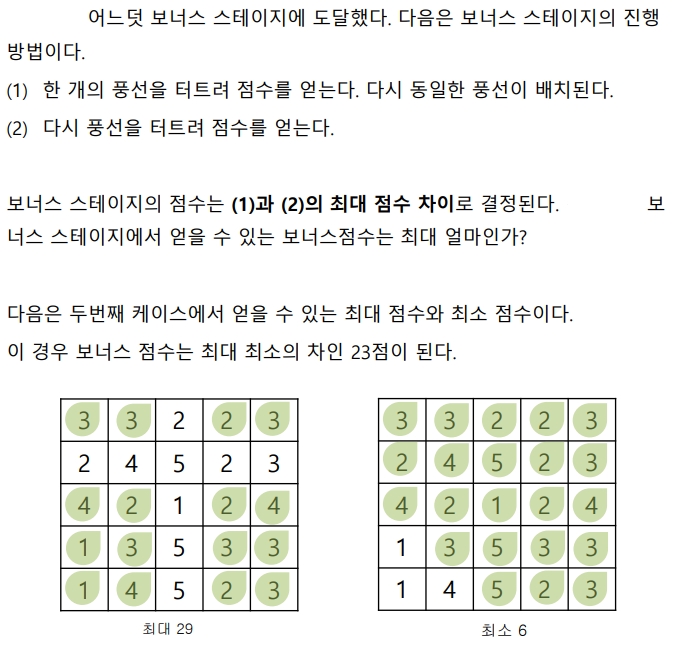 어느덧 보너스 스테이지에 도달했다. 다음은 보너스 스테이지의 진행
방법이다.
(1) 한 개의 풍선을 터트려 점수를 얻는다. 다시 동일한 풍선이 배치된다.
(2) 다시 풍선을 터트려 점수를 얻는다.
보너스 스테이지의 점수는 (1)과 (2)의 최대 점수 차이로 결정된다. 보
너스 스테이지에서 얻을 수 있는 보너스점수는 최대 얼마인가?
다음은 두번째 케이스에서 얻을 수 있는 최대 점수와 최소 점수이다.
이 경우 보너스 점수는 최대 최소의 차인 23점이 된다.
3 3 2 2 3
2 4 5 2 3
4 2 1 2 4
1 3 5 3 3
1 4 5 2 3
최대 29
3 3 2 2 3
2 4 5 2 3
4 2 1 2 4
1 3 5 3 3
1 4 5 2 3
최소 6